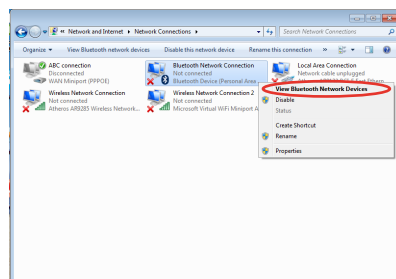 « Network and Internet ▸ Network Connections ▸ Search Network Connections
Organize ▾ View Bluetooth network devices Disable this network device Rename this connection »
ABC connection
Disconnected
WAN Miniport (PPPOE)
Bluetooth Network Connection
Not connected
Bluetooth Device (Personal Area
Local Area Connection
Network cable unplugged
Wireless Network Connection
Not connected
Atheros AR9285 Wireless Network...
Wireless Network Connection 2
Not connected
Microsoft Virtual WiFi Miniport A
View Bluetooth Network Devices
Disable
Status
Create Shortcut
Rename
Properties